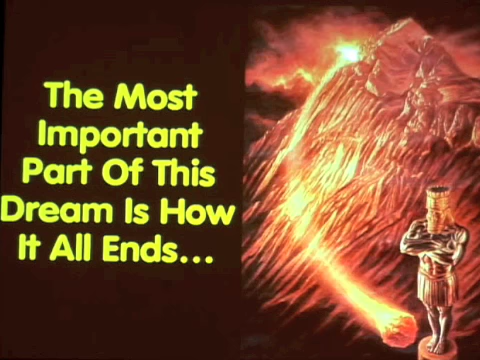 The Most
Important
Part Of This
Dream Is How
It All Ends...